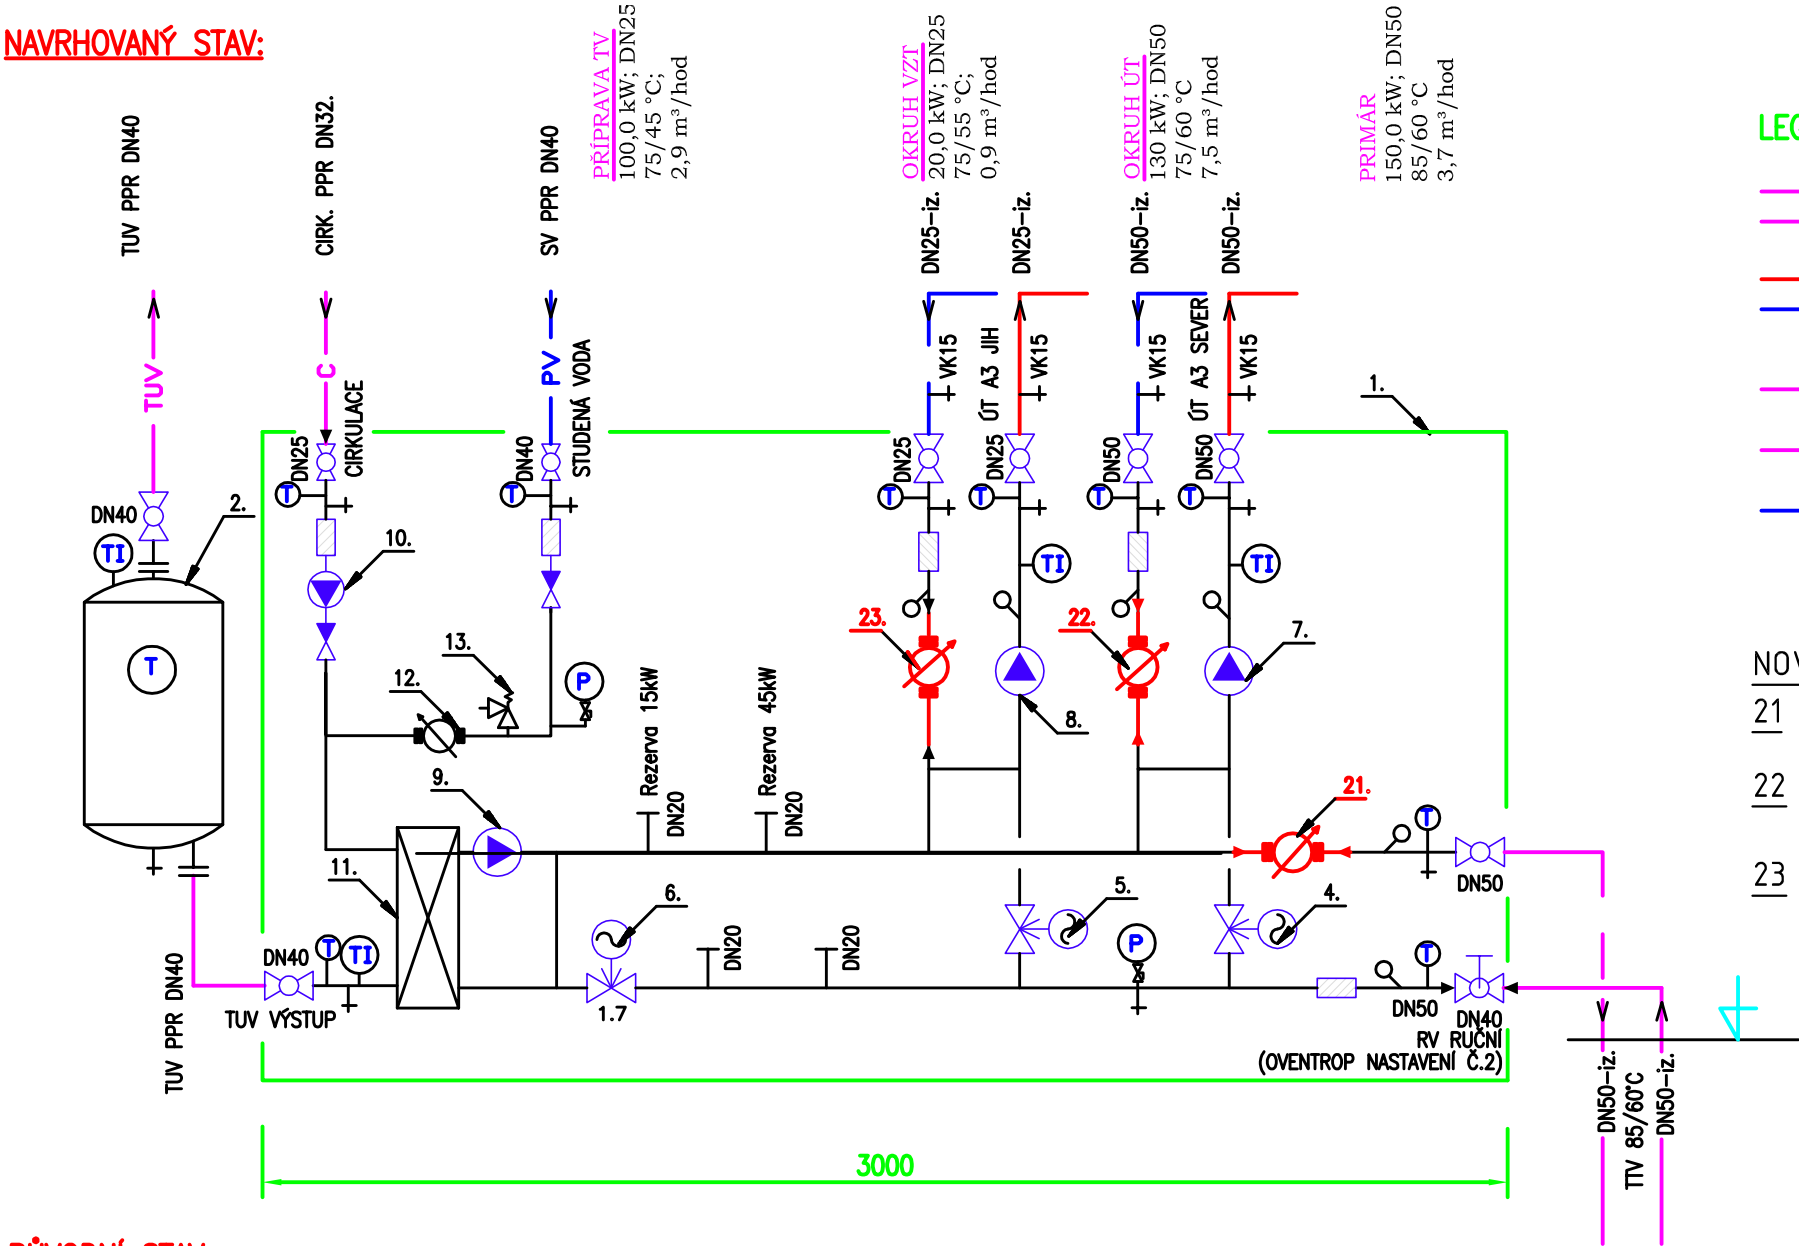 NAVRHOVANÝ STAV:
TUV PPR DN40
CIRK. PPR DN32.
SV PPR DN40
PŘÍPRAVA TV
100,0 kW; DN25
75/45 °C;
2,9 m³/hod
OKRUH VZT
20,0 kW; DN25
75/55 °C;
0,9 m³/hod
OKRUH ÚT
130 kW; DN50
75/60 °C
7,5 m³/hod
PRIMÁR
150,0 kW; DN50
85/60 °C
3,7 m³/hod
DN25-iz.
DN25-iz.
DN50-iz.
DN50-iz.
TUV
C
CIRKULACE
PV
STUDENÁ VODA
VK15
ÚT A3 JIH
VK15
VK15
ÚT A3 SEVER
VK15
1.
DN40
2.
DN25
DN40
DN25
DN25
DN50
DN50
T
T
T
T
T
T
TI
10.
TI
TI
T
13.
12.
P
23.
22.
7.
8.
Rezerva 15kW
DN20
Rezerva 45kW
DN20
9.
21.
T
11.
6.
5.
4.
DN50
DN40
T
TI
DN20
DN20
P
T
TUV VÝSTUP
TUV PPR DN40
1.7
DN50
DN40
RV RUČNÍ
(OVENTROP NASTAVENÍ Č.2)
DN50-iz.
TTV 85/60°C
DN50-iz.
3000
21
22
23